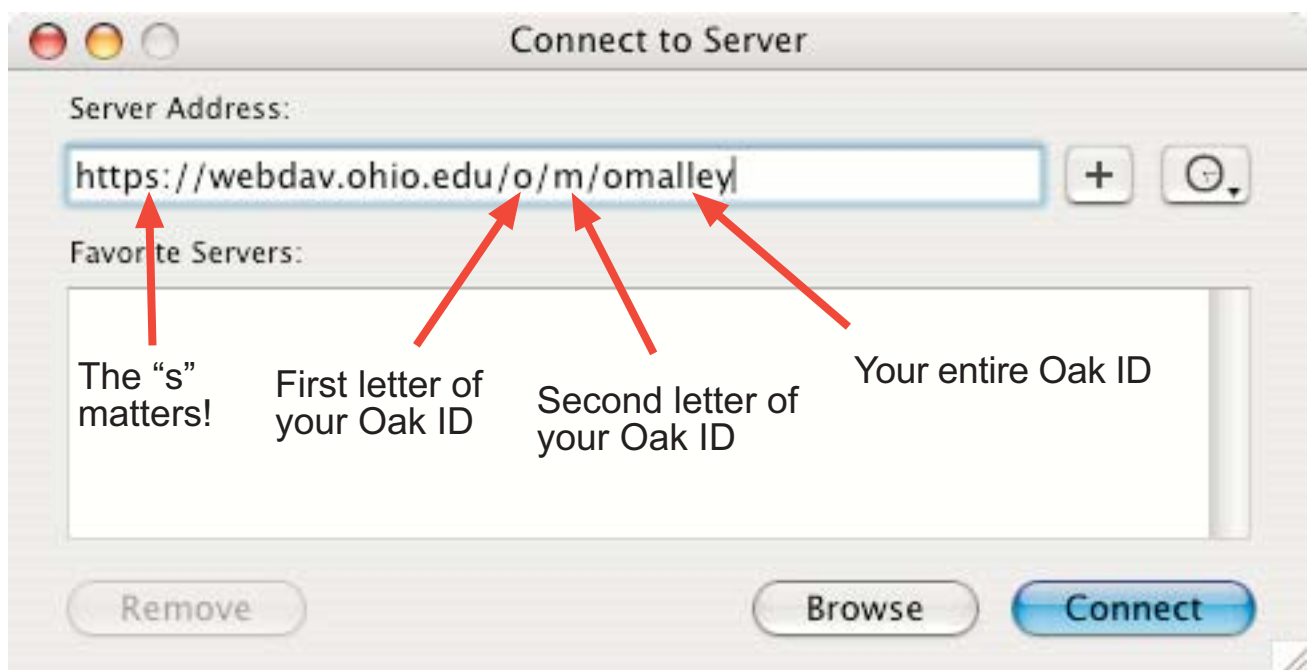 Connect to Server
Server Address:
https://webdav.ohio.edu/o/m/omalley
Favorite Servers:
The “s”
matters!
First letter of
your Oak ID
Second letter of
your Oak ID
Your entire Oak ID
Remove
Browse
Connect